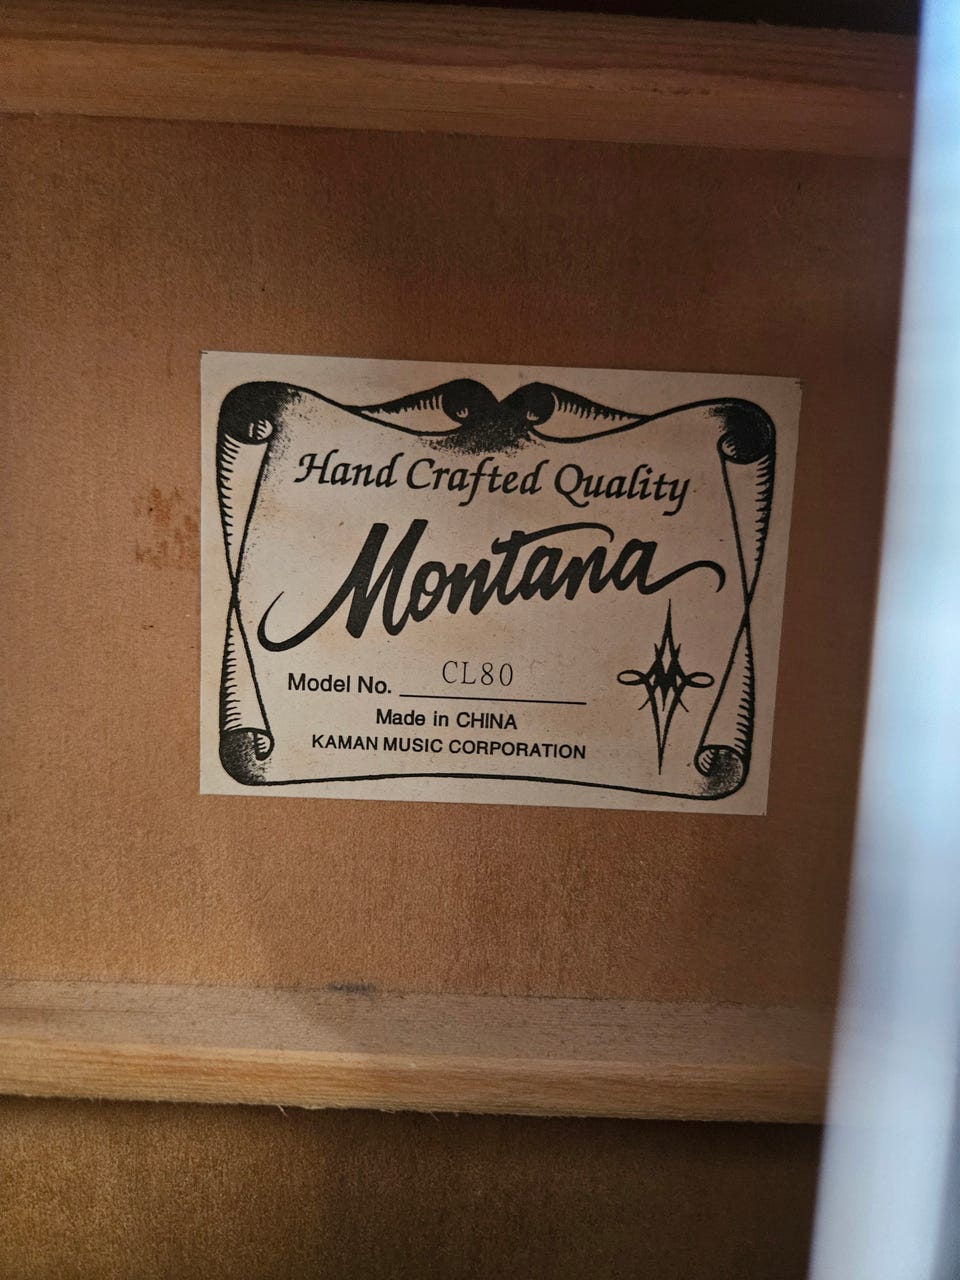 Hand Crafted Quality
Montana
Model No. CL80
Made in CHINA
KAMAN MUSIC CORPORATION